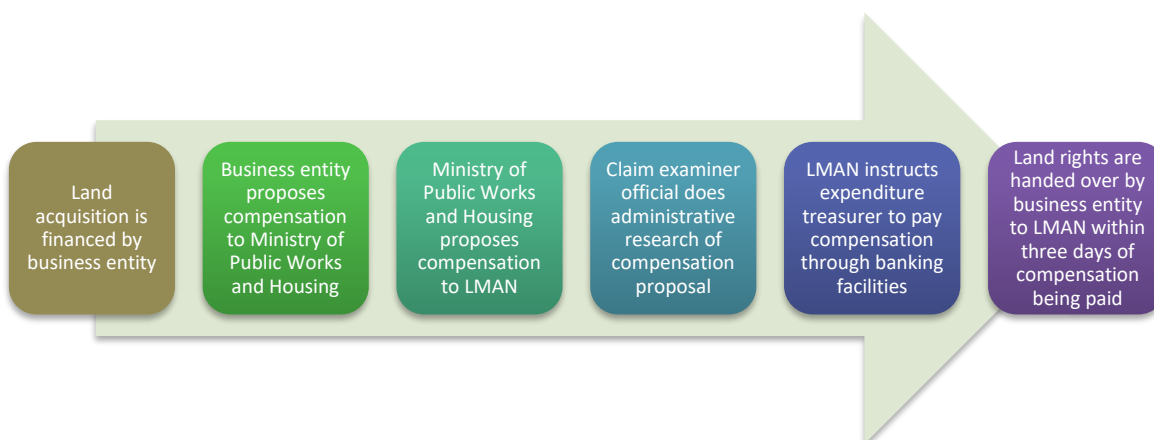 Land
acquisition is
financed by
business entity
Business entity
proposes
compensation
to Ministry of
Public Works
and Housing
Ministry of
Public Works
and Housing
proposes
compensation
to LMAN
Claim examiner
official does
administrative
research of
compensation
proposal
LMAN instructs
expenditure
treasurer to pay
compensation
through banking
facilities
Land rights are
handed over by
business entity
to LMAN within
three days of
compensation
being paid